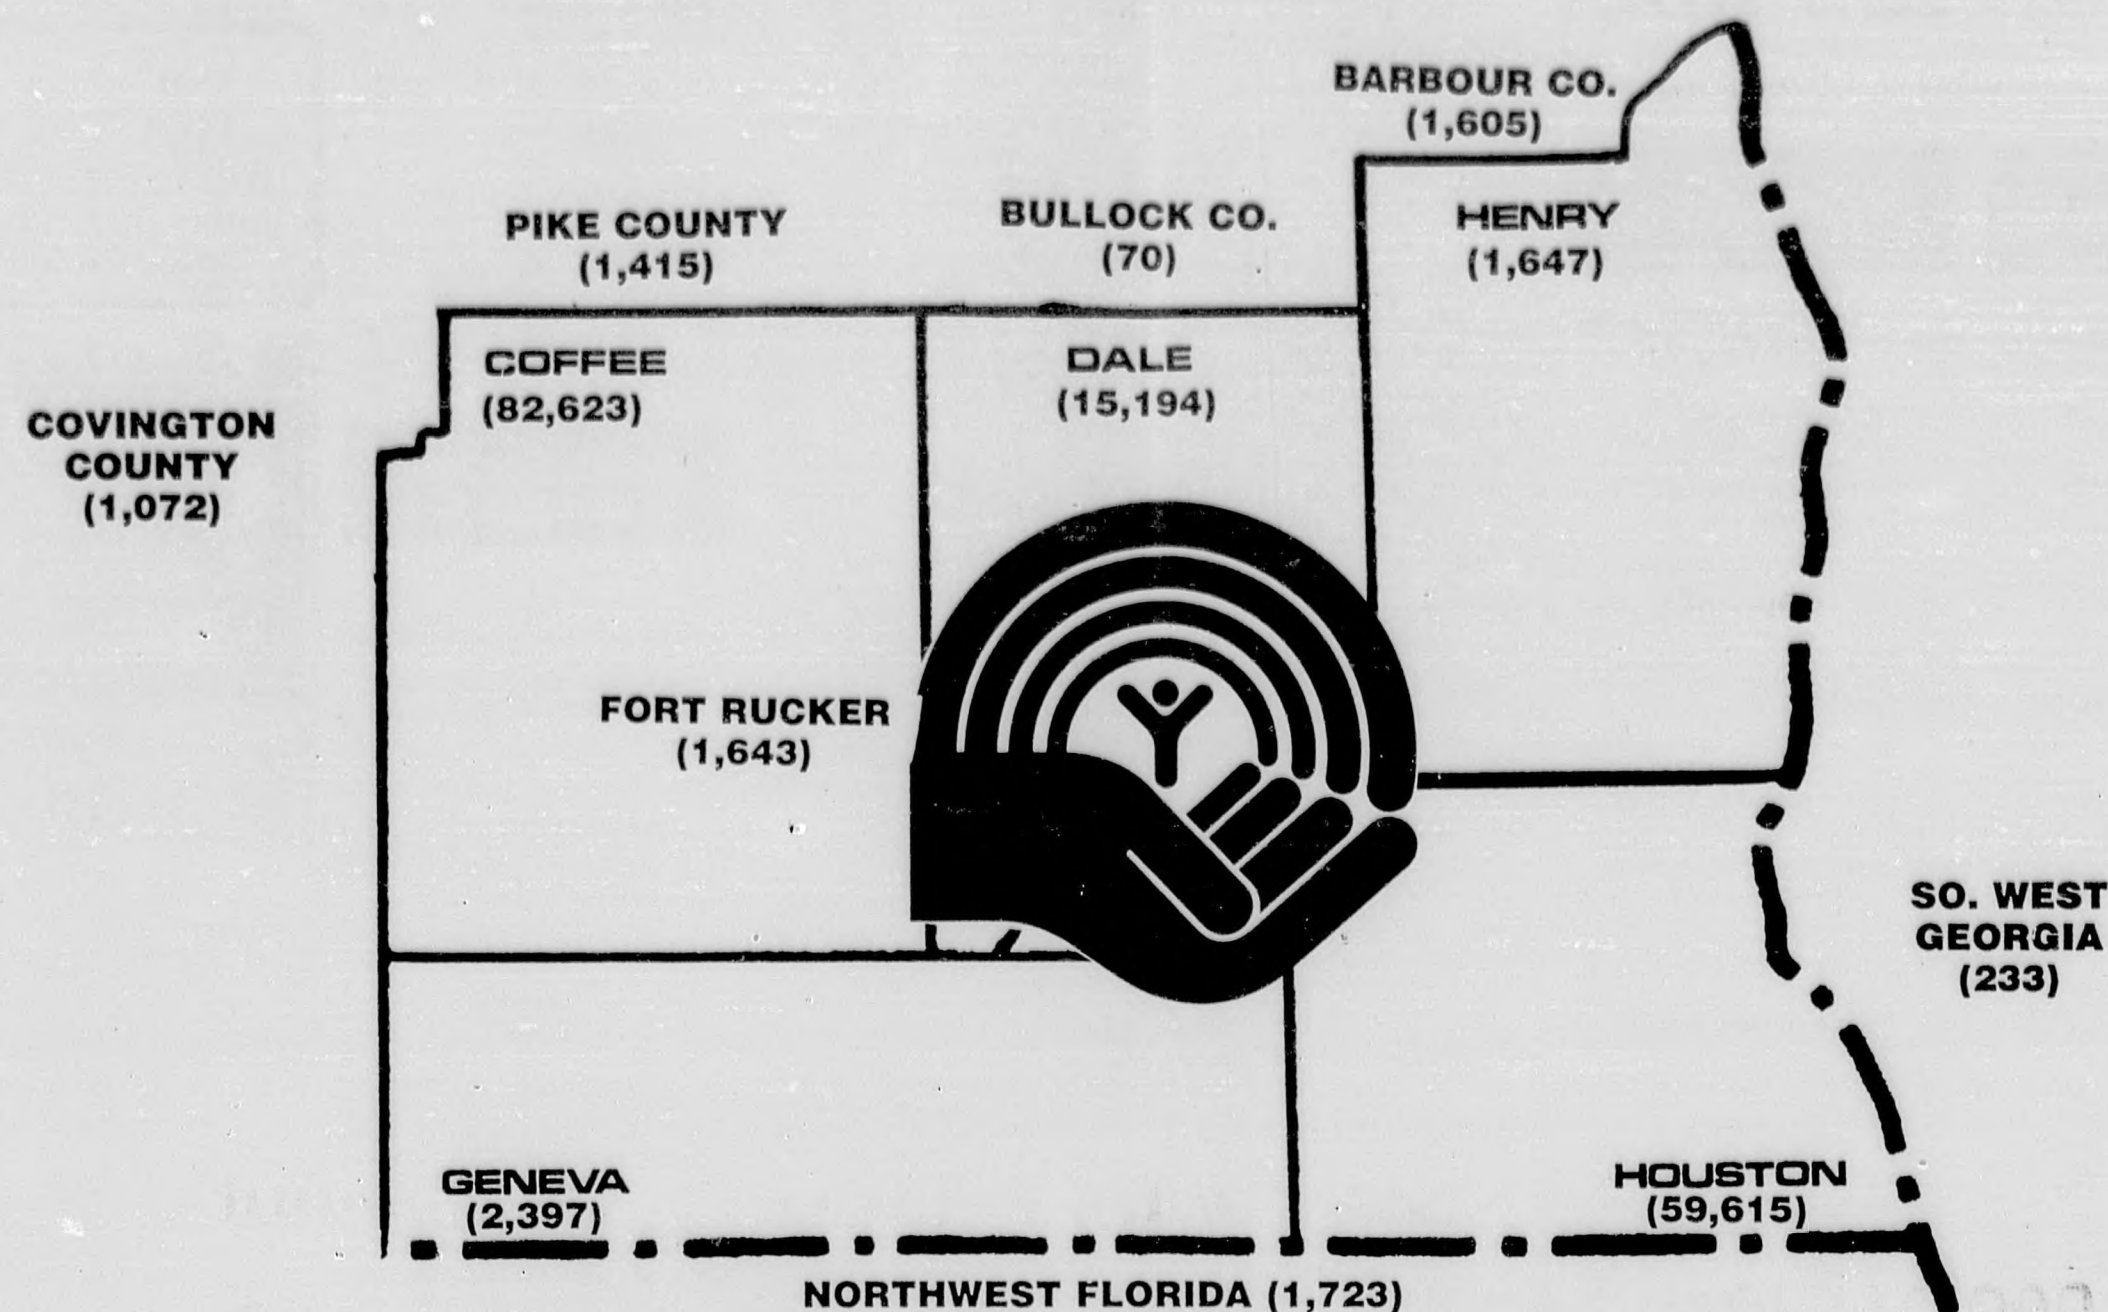 BARBOUR CO.
(1,605)
PIKE COUNTY
(1,415)
BULLOCK CO.
(70)
HENRY
(1,647)
COFFEE
(82,623)
DALE
(15,194)
COVINGTON
COUNTY
(1,072)
FORT RUCKER
(1,643)
SO. WEST
GEORGIA
(233)
GENEVA
(2,397)
HOUSTON
(59,615)
NORTHWEST FLORIDA (1,723)